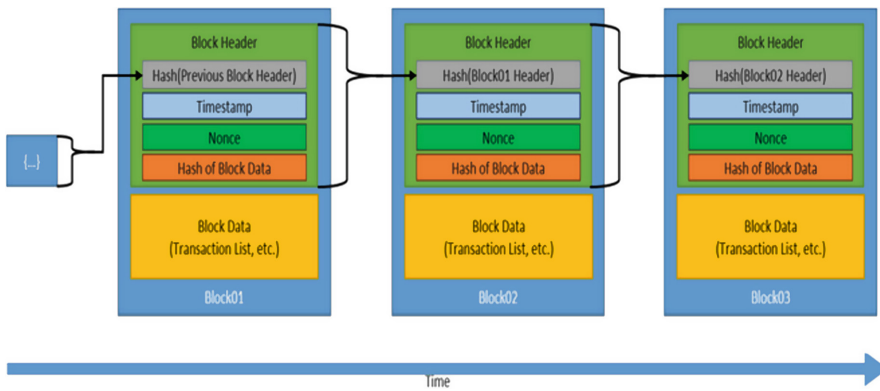 {...}
Block Header
Hash(Previous Block Header)
Timestamp
Nonce
Hash of Block Data
Block Data
(Transaction List, etc.)
Block01
Block Header
Hash(Block01 Header)
Timestamp
Nonce
Hash of Block Data
Block Data
(Transaction List, etc.)
Block02
Block Header
Hash(Block02 Header)
Timestamp
Nonce
Hash of Block Data
Block Data
(Transaction List, etc.)
Block03
Time